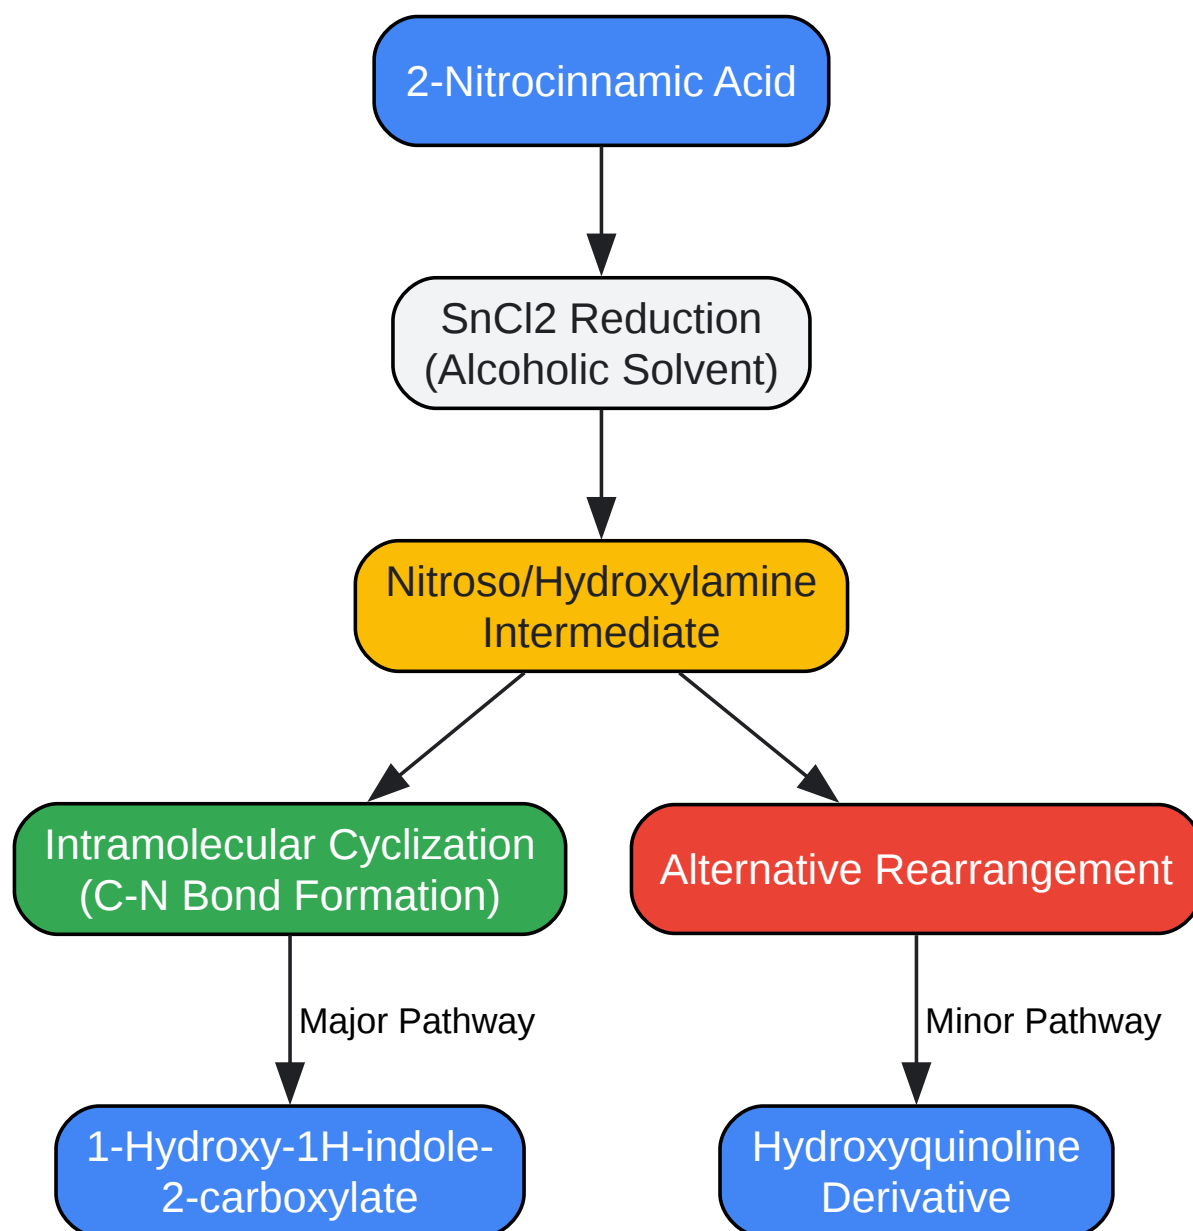 2-Nitrocinnamic Acid
SnCl2 Reduction
(Alcoholic Solvent)
Nitroso/Hydroxylamine
Intermediate
Intramolecular Cyclization
(C-N Bond Formation)
Alternative Rearrangement
Major Pathway
Minor Pathway
1-Hydroxy-1H-indole-
2-carboxylate
Hydroxyquinoline
Derivative